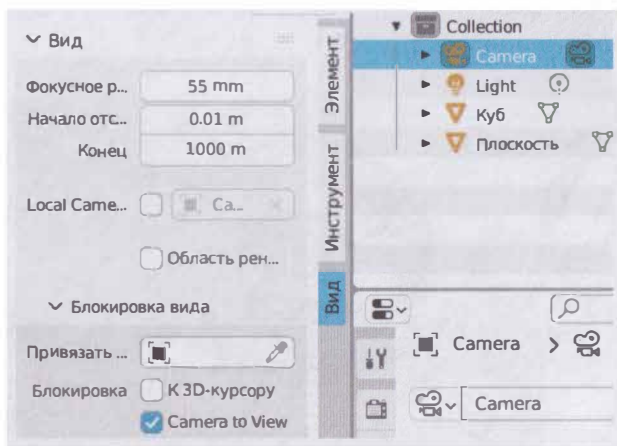 Вид
Фокусное р...
55 mm
Начало отс...
0.01 m
Конец
1000 m
Local Came...
Ca...
Область рен...
Блокировка вида
Привязать ...
Блокировка
К 3D-курсору
Camera to View
Элемент
Инструмент
Вид
Collection
Camera
Light
Куб
Плоскость
Camera
Camera